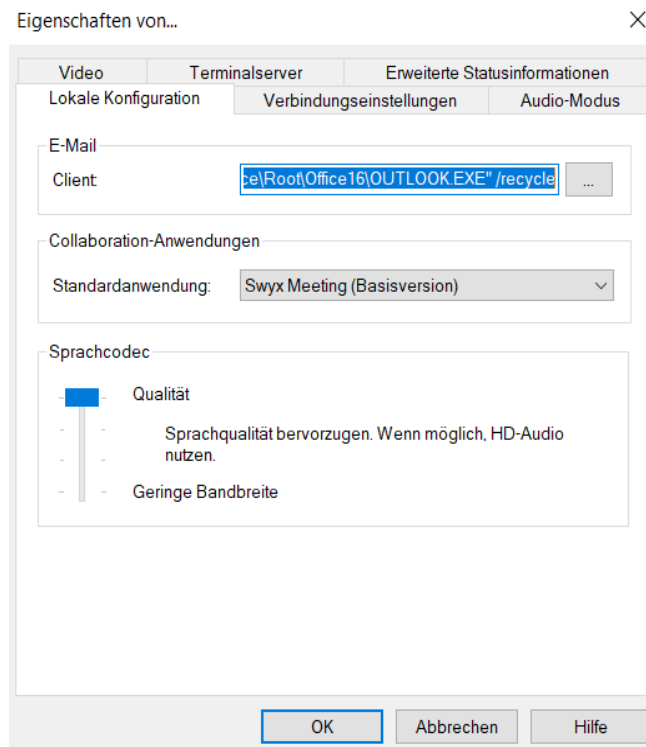 Eigenschaften von...
Video Terminalserver Erweiterte Statusinformationen
Lokale Konfiguration Verbindungseinstellungen Audio-Modus
E-Mail
Client: ce\Root\Office16\OUTLOOK.EXE" /recycle ...
Collaboration-Anwendungen
Standardanwendung: Swyx Meeting (Basisversion)
Sprachcodec
Qualität
Sprachqualität bervorzugen. Wenn möglich, HD-Audio
nutzen.
Geringe Bandbreite
OK Abbrechen Hilfe